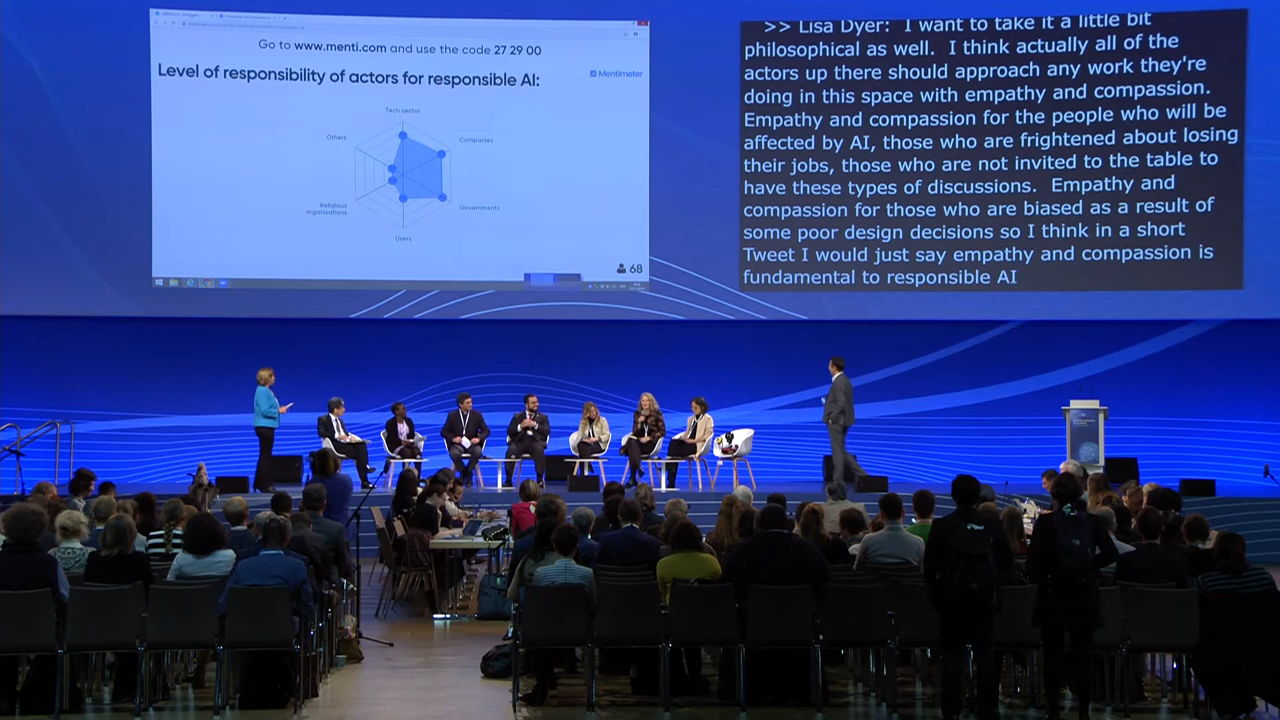 Go to www.menti.com and use the code 27 29 00
Level of responsibility of actors for responsible AI:
Mentimeter
Tech sector
Others
Companies
Religious
organisations
Governments
Users
68
>> Lisa Dyer: I want to take it a little bit
philosophical as well. I think actually all of the
actors up there should approach any work they're
doing in this space with empathy and compassion.
Empathy and compassion for the people who will be
affected by AI, those who are frightened about losing
their jobs, those who are not invited to the table to
have these types of discussions. Empathy and
compassion for those who are biased as a result of
some poor design decisions so I think in a short
Tweet I would just say empathy and compassion is
fundamental to responsible AI